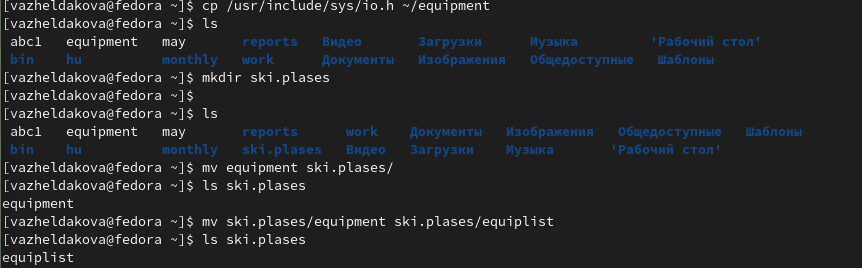 [vazheldakova@fedora ~]$ cp /usr/include/sys/io.h ~/equipment
[vazheldakova@fedora ~]$ ls
abc1 equipment may reports Видео Загрузки Музыка 'Рабочий стол'
bin hu monthly work Документы Изображения Общедоступные Шаблоны
[vazheldakova@fedora ~]$ mkdir ski.plases
[vazheldakova@fedora ~]$
[vazheldakova@fedora ~]$ ls
abc1 equipment may reports work Документы Изображения Общедоступные Шаблоны
bin hu monthly ski.plases Видео Загрузки Музыка 'Рабочий стол'
[vazheldakova@fedora ~]$ mv equipment ski.plases/
[vazheldakova@fedora ~]$ ls ski.plases
equipment
[vazheldakova@fedora ~]$ mv ski.plases/equipment ski.plases/equiplist
[vazheldakova@fedora ~]$ ls ski.plases
equiplist